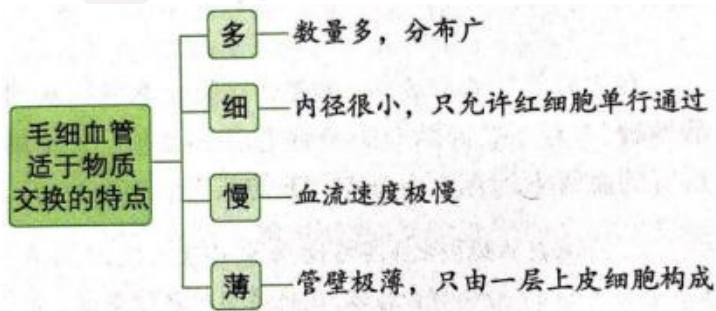 毛细血管
适于物质
交换的特点
多 数量多，分布广
细 内径很小，只允许红细胞单行通过
慢 血流速度极慢
薄 管壁极薄，只由一层上皮细胞构成